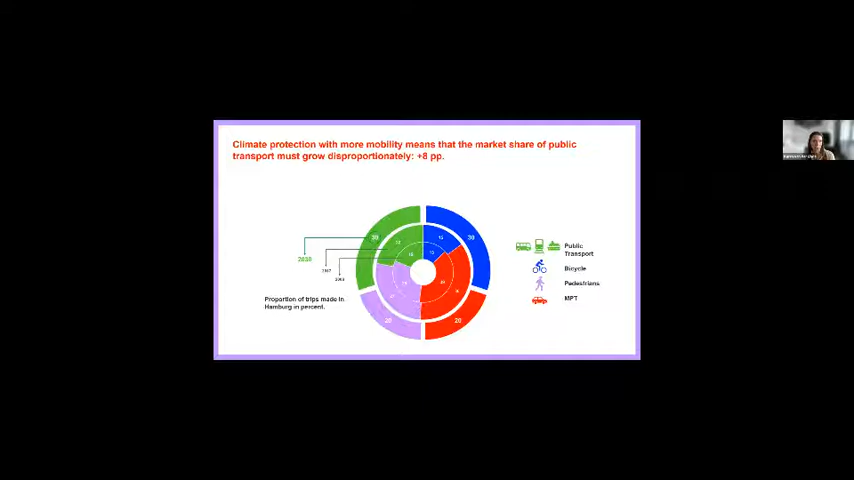 Climate protection with more mobility means that the market share of public
transport must grow disproportionately: +8 pp.
30
15
30
22
2030
2017
2002
Proportion of trips made in
Hamburg in percent.
20
20
Public
Transport
Bicycle
Pedestrians
MPT